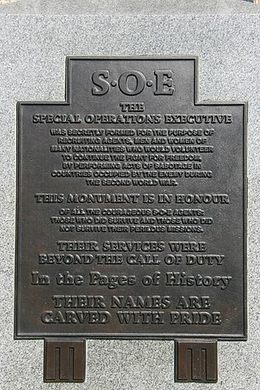 S·O·E
THE
SPECIAL OPERATIONS EXECUTIVE
WAS SECRETLY FORMED FOR THE PURPOSE OF
RECRUITING AGENTS, MEN AND WOMEN OF
MANY NATIONALITIES WHO WOULD VOLUNTEER
TO CONTINUE THE FIGHT FOR FREEDOM,
BY PERFORMING ACTS OF SABOTAGE IN
COUNTRIES OCCUPIED BY THE ENEMY DURING
THE SECOND WORLD WAR.
THIS MONUMENT IS IN HONOUR
OF ALL THE COURAGEOUS S·O·E AGENTS:
THOSE WHO DID SURVIVE AND THOSE WHO DID
NOT SURVIVE THEIR PERILOUS MISSIONS.
THEIR SERVICES WERE
BEYOND THE CALL OF DUTY
In the Pages of History
THEIR NAMES ARE
CARVED WITH PRIDE